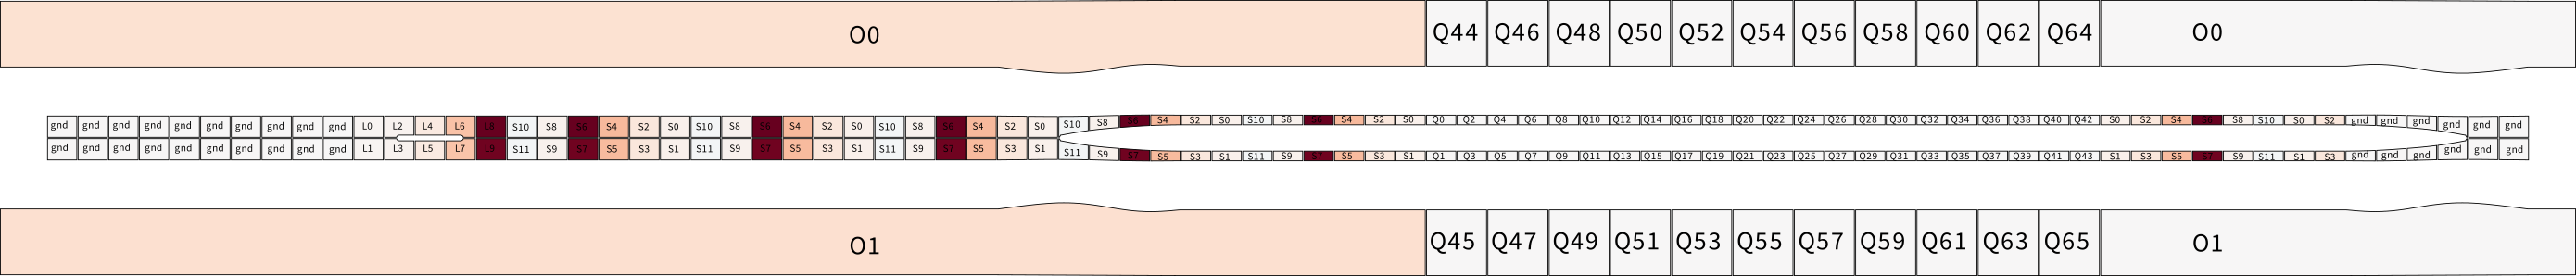 O0 Q44 Q46 Q48 Q50 Q52 Q54 Q56 Q58 Q60 Q62 Q64 O0
gnd gnd gnd gnd gnd gnd gnd gnd gnd gnd L0 L2 L4 L6 L8 S10 S8 S6 S4 S2 S0 S10 S8 S6 S4 S2 S0 S10 S8 S6 S4 S2 S0 S10 S8 S6 S4 S2 S0 S10 S8 S6 S4 S2 S0 Q0 Q2 Q4 Q6 Q8 Q10 Q12 Q14 Q16 Q18 Q20 Q22 Q24 Q26 Q28 Q30 Q32 Q34 Q36 Q38 Q40 Q42 S0 S2 S4 S6 S8 S10 S0 S2 gnd gnd gnd gnd gnd gnd
gnd gnd gnd gnd gnd gnd gnd gnd gnd gnd L1 L3 L5 L7 L9 S11 S9 S7 S5 S3 S1 S11 S9 S7 S5 S3 S1 S11 S9 S7 S5 S3 S1 S11 S9 S7 S5 S3 S1 S11 S9 S7 S5 S3 S1 Q1 Q3 Q5 Q7 Q9 Q11 Q13 Q15 Q17 Q19 Q21 Q23 Q25 Q27 Q29 Q31 Q33 Q35 Q37 Q39 Q41 Q43 S1 S3 S5 S7 S9 S11 S1 S3 gnd gnd gnd gnd gnd gnd
O1 Q45 Q47 Q49 Q51 Q53 Q55 Q57 Q59 Q61 Q63 Q65 O1